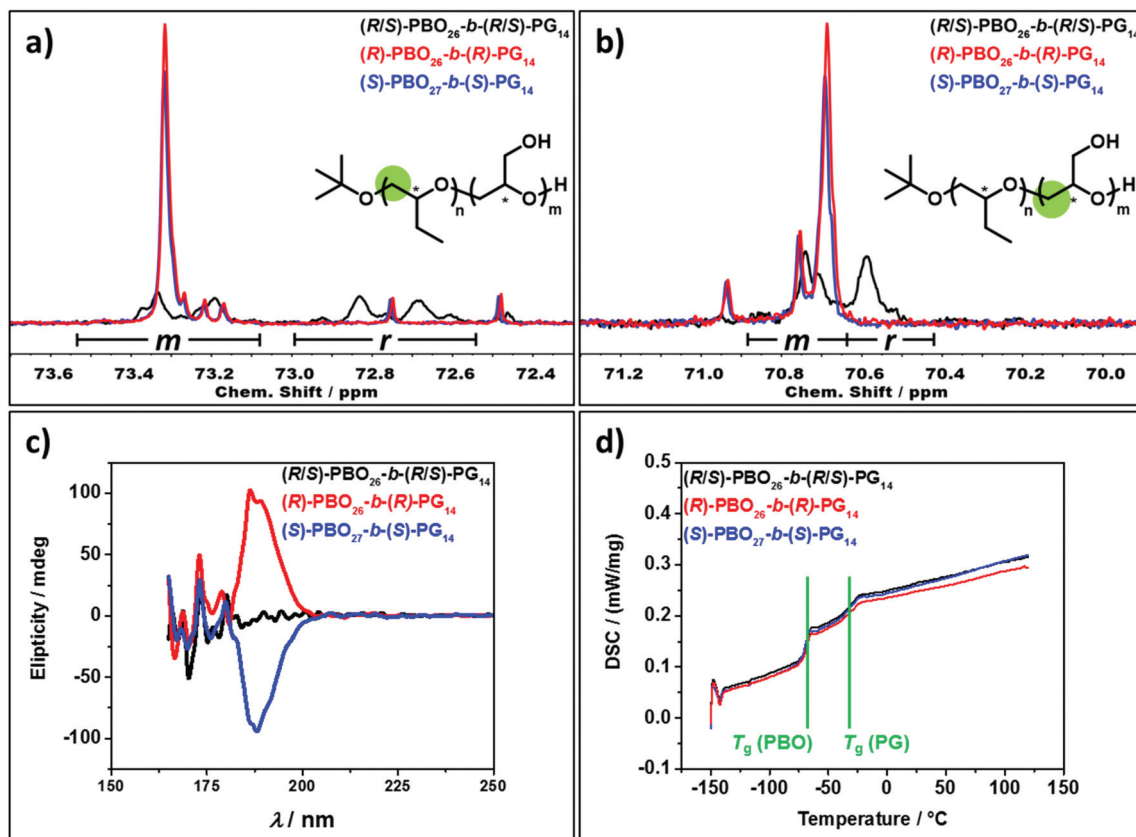 a)
(R/S)-PBO₂₆-b-(R/S)-PG₁₄
(R)-PBO₂₆-b-(R)-PG₁₄
(S)-PBO₂₇-b-(S)-PG₁₄
OH
O
*
O
n
*
O
H
m
m
r
73.6 73.4 73.2 73.0 72.8 72.6 72.4
Chem. Shift / ppm
b)
(R/S)-PBO₂₆-b-(R/S)-PG₁₄
(R)-PBO₂₆-b-(R)-PG₁₄
(S)-PBO₂₇-b-(S)-PG₁₄
OH
O
*
O
n
*
O
H
m
m
r
71.2 71.0 70.8 70.6 70.4 70.2 70.0
Chem. Shift / ppm
c)
(R/S)-PBO₂₆-b-(R/S)-PG₁₄
(R)-PBO₂₆-b-(R)-PG₁₄
(S)-PBO₂₇-b-(S)-PG₁₄
Elipticity / mdeg
100
50
0
-50
-100
150 175 200 225 250
λ / nm
d)
(R/S)-PBO₂₆-b-(R/S)-PG₁₄
(R)-PBO₂₆-b-(R)-PG₁₄
(S)-PBO₂₇-b-(S)-PG₁₄
DSC / (mW/mg)
0.5
0.4
0.3
0.2
0.1
0.0
-0.1
Tg (PBO)
Tg (PG)
-150 -100 -75 -50 -25 0 25 50 75 100 125 150
Temperature / °C